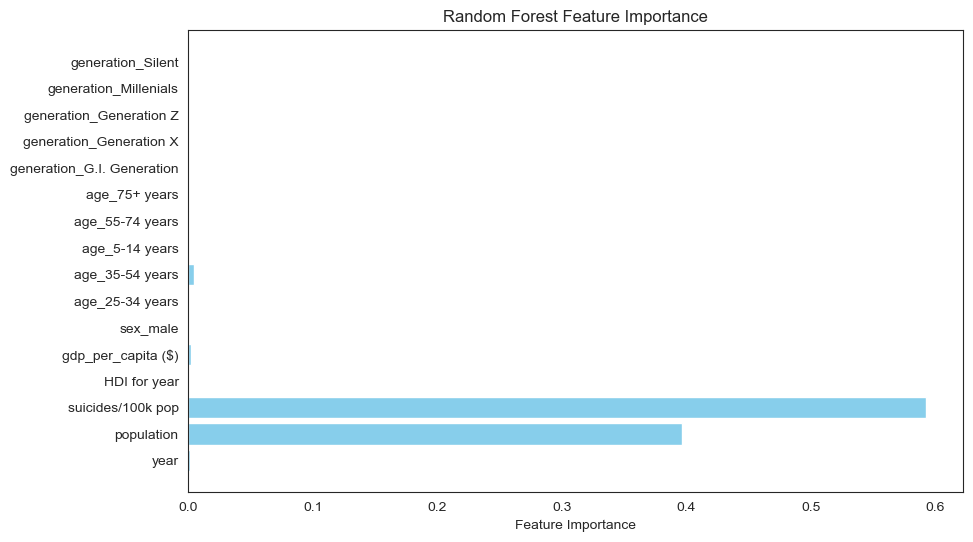 Random Forest Feature Importance
generation_Silent
generation_Millenials
generation_Generation Z
generation_Generation X
generation_G.I. Generation
age_75+ years
age_55-74 years
age_5-14 years
age_35-54 years
age_25-34 years
sex_male
gdp_per_capita ($)
HDI for year
suicides/100k pop
population
year
0.0 0.1 0.2 0.3 0.4 0.5 0.6
Feature Importance